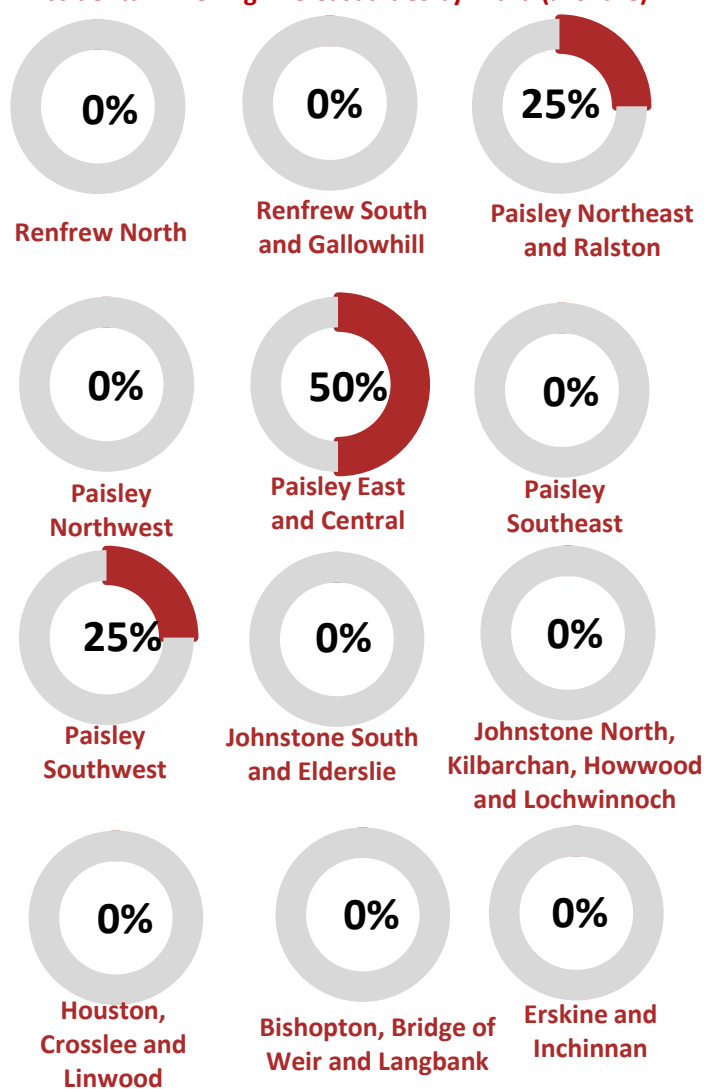 0%
0%
25%
Renfrew North
Renfrew South
and Gallowhill
Paisley Northeast
and Ralston
0%
50%
0%
Paisley
Northwest
Paisley East
and Central
Paisley
Southeast
25%
0%
0%
Paisley
Southwest
Johnstone South
and Elderslie
Johnstone North,
Kilbarchan, Howwood
and Lochwinnoch
0%
0%
0%
Houston,
Crosslee and
Linwood
Bishopton, Bridge of
Weir and Langbank
Erskine and
Inchinnan